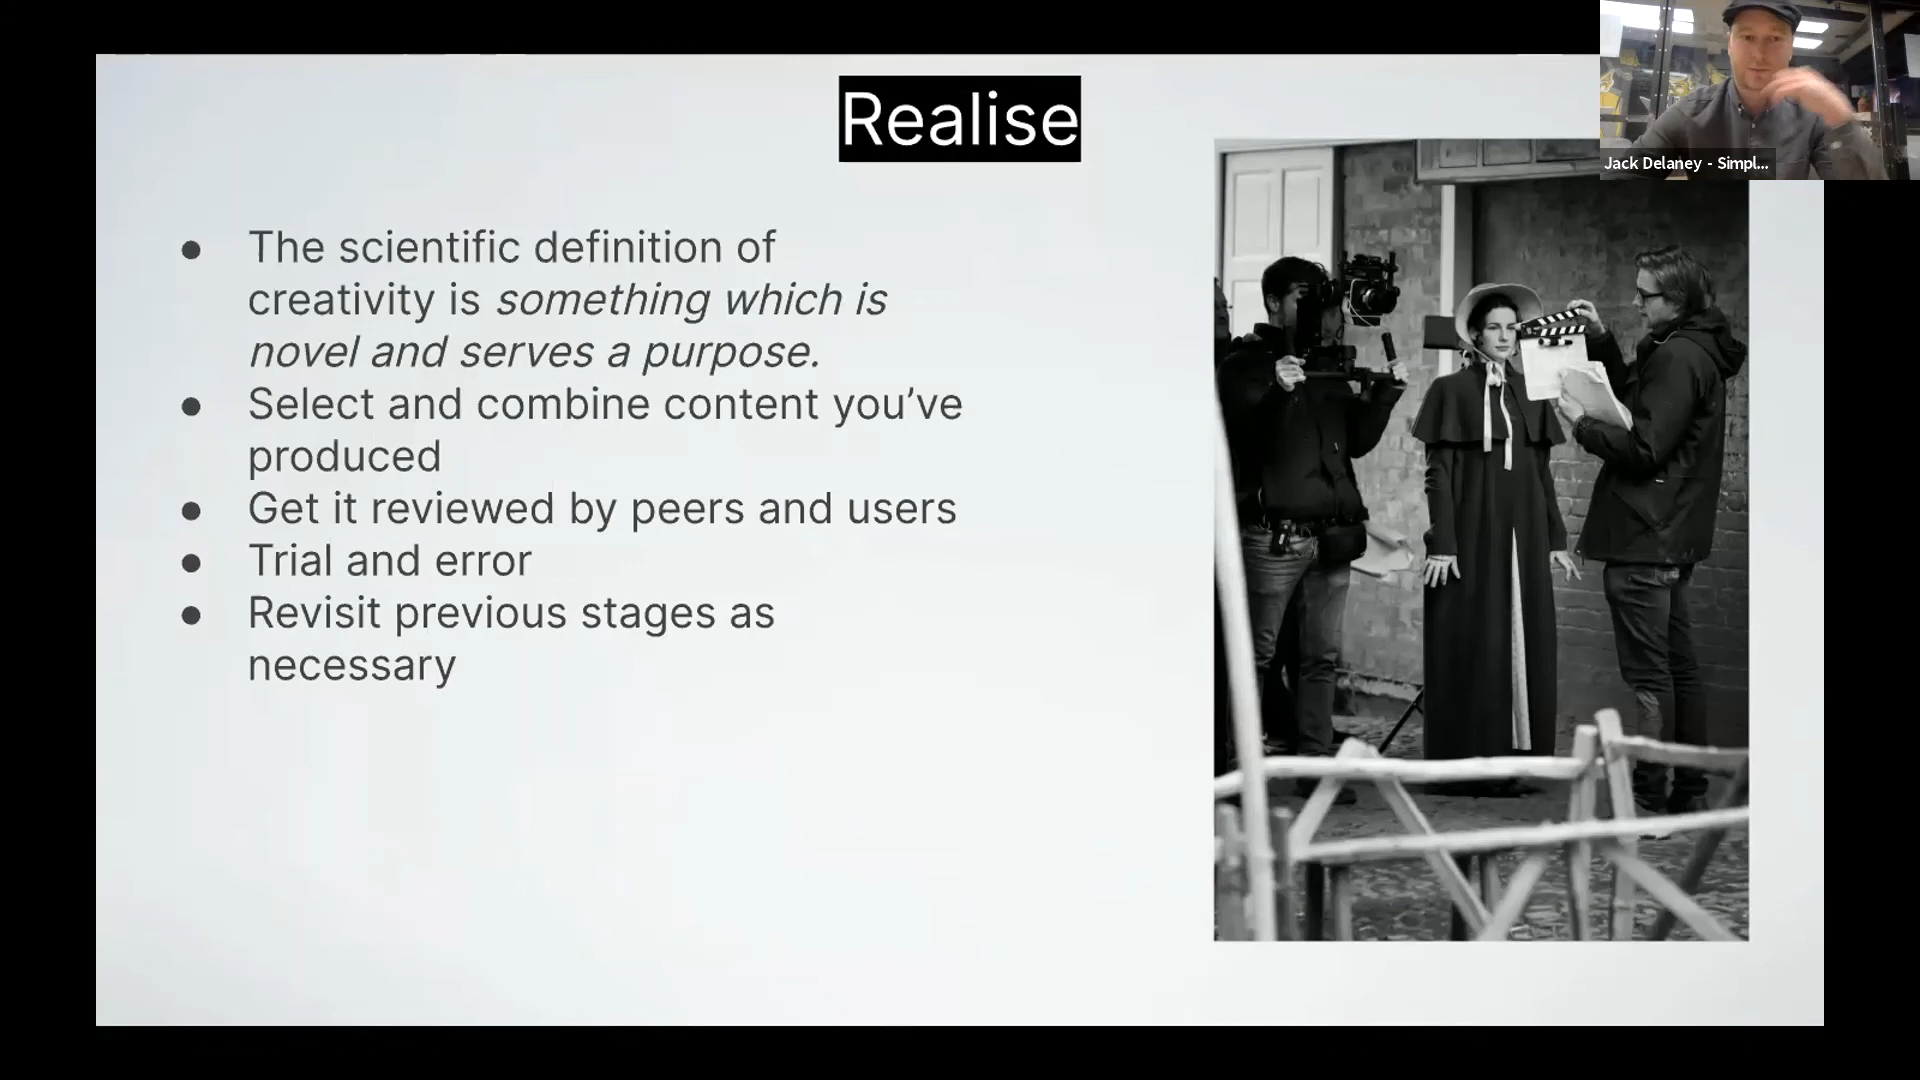 Realise
Jack Delaney - Simpl...
● The scientific definition of
creativity is something which is
novel and serves a purpose.
● Select and combine content you’ve
produced
● Get it reviewed by peers and users
● Trial and error
● Revisit previous stages as
necessary